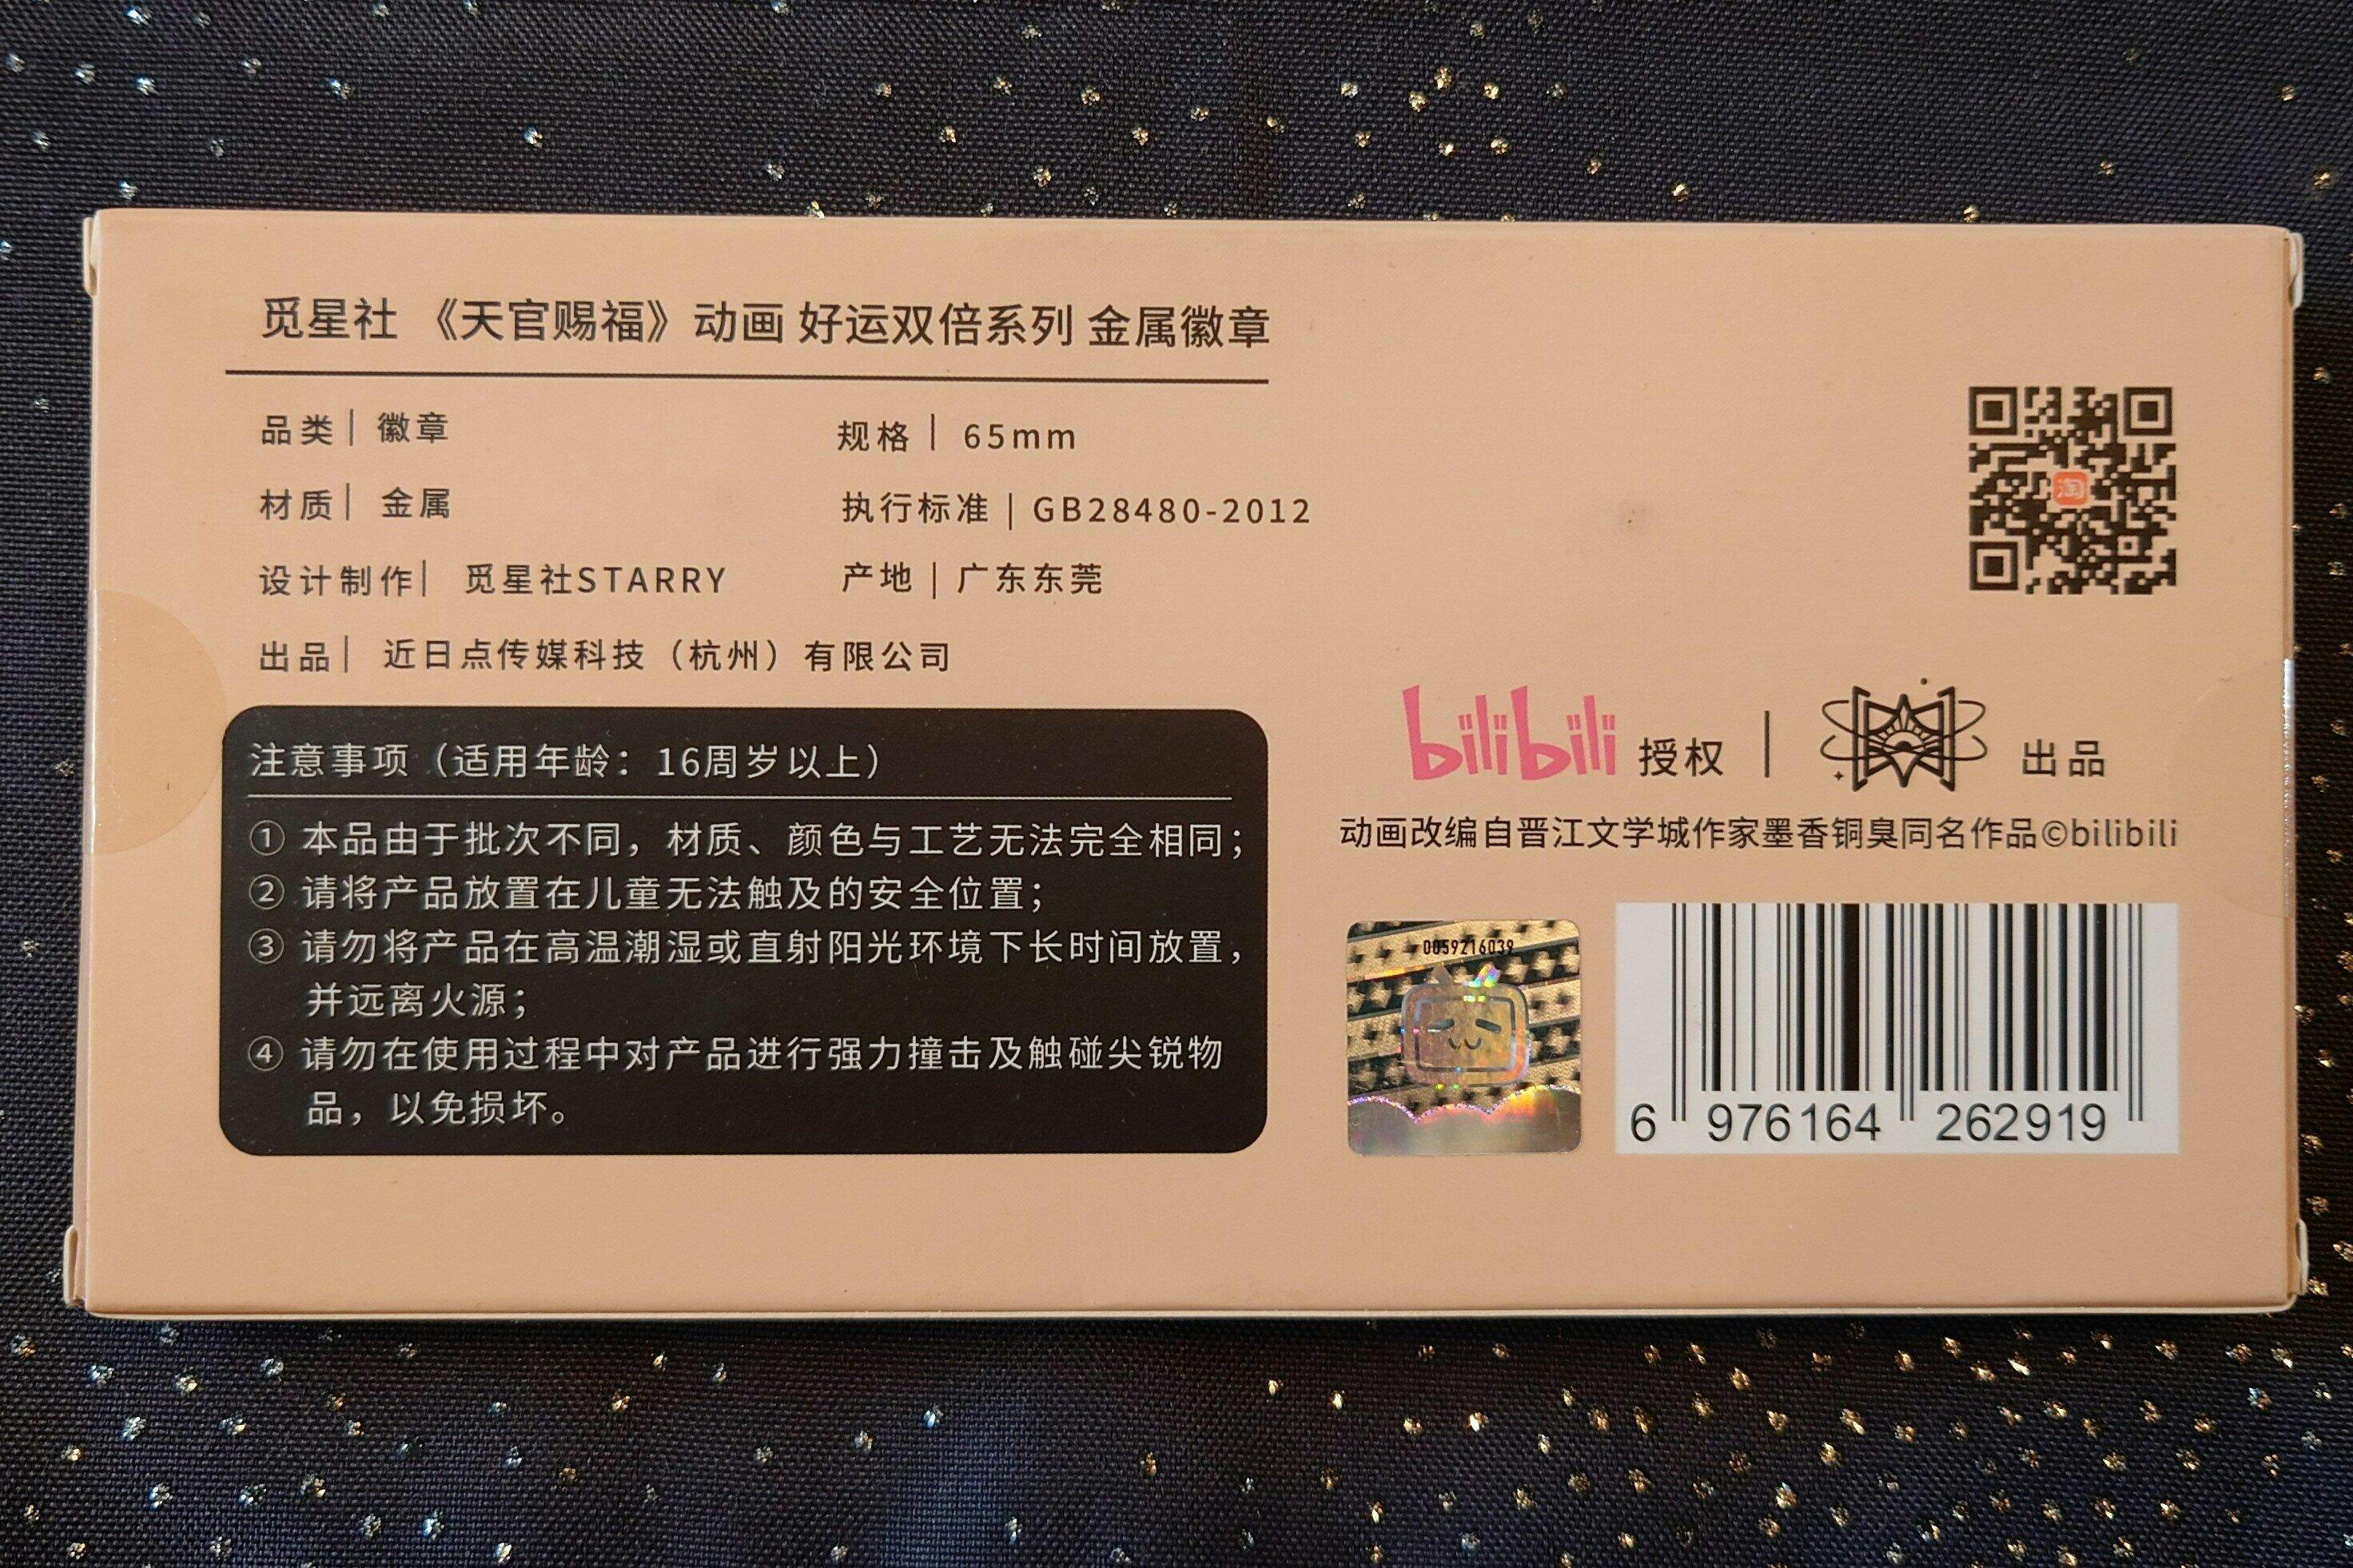 觅星社 《天官赐福》动画 好运双倍系列 金属徽章
品类| 徽章
规格| 65mm
材质| 金属
执行标准|GB28480-2012
设计制作| 觅星社STARRY
产地|广东东莞
出品| 近日点传媒科技（杭州）有限公司
淘
注意事项（适用年龄：16周岁以上）
① 本品由于批次不同，材质、颜色与工艺无法完全相同；
② 请将产品放置在儿童无法触及的安全位置；
③ 请勿将产品在高温潮湿或直射阳光环境下长时间放置，
并远离火源；
④ 请勿在使用过程中对产品进行强力撞击及触碰尖锐物
品，以免损坏。
bilibili 授权 | 出品
动画改编自晋江文学城作家墨香铜臭同名作品©bilibili
0059216039
6 976164 262919